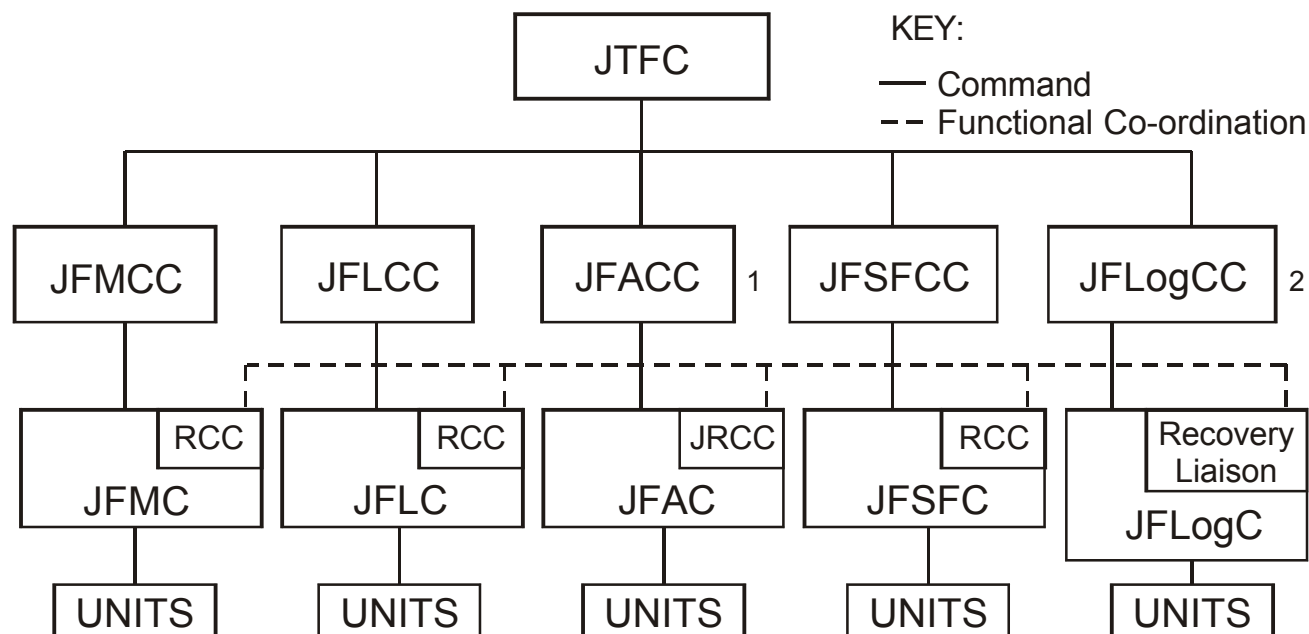 JTFC
KEY:
Command
Functional Co-ordination
JFMCC
JFLCC
JFACC
1
JFSFCC
JFLogCC
2
RCC
RCC
JRCC
RCC
Recovery
Liaison
JFMC
JFLC
JFAC
JFSFC
JFLogC
UNITS
UNITS
UNITS
UNITS
UNITS